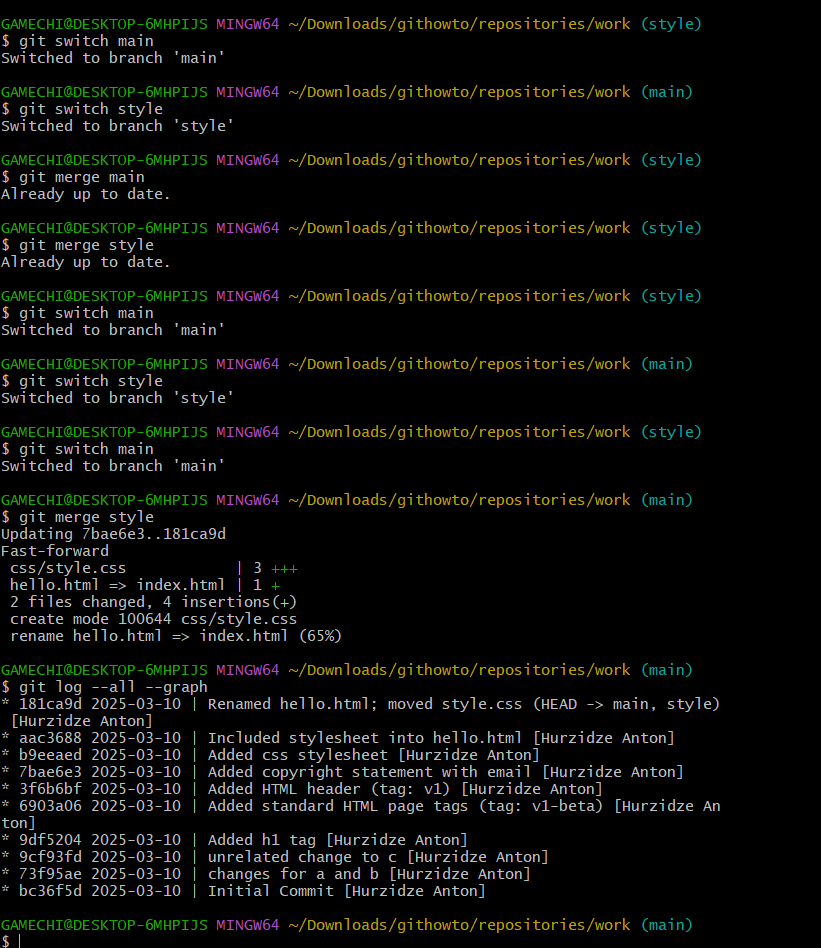 GAMECHI@DESKTOP-6MHPIJS MINGW64 ~/Downloads/githowto/repositories/work (style)
$ git switch main
Switched to branch 'main'
GAMECHI@DESKTOP-6MHPIJS MINGW64 ~/Downloads/githowto/repositories/work (main)
$ git switch style
Switched to branch 'style'
GAMECHI@DESKTOP-6MHPIJS MINGW64 ~/Downloads/githowto/repositories/work (style)
$ git merge main
Already up to date.
GAMECHI@DESKTOP-6MHPIJS MINGW64 ~/Downloads/githowto/repositories/work (style)
$ git merge style
Already up to date.
GAMECHI@DESKTOP-6MHPIJS MINGW64 ~/Downloads/githowto/repositories/work (style)
$ git switch main
Switched to branch 'main'
GAMECHI@DESKTOP-6MHPIJS MINGW64 ~/Downloads/githowto/repositories/work (main)
$ git switch style
Switched to branch 'style'
GAMECHI@DESKTOP-6MHPIJS MINGW64 ~/Downloads/githowto/repositories/work (style)
$ git switch main
Switched to branch 'main'
GAMECHI@DESKTOP-6MHPIJS MINGW64 ~/Downloads/githowto/repositories/work (main)
$ git merge style
Updating 7bae6e3..181ca9d
Fast-forward
 css/style.css            | 3 +++
 hello.html => index.html | 1 +
 2 files changed, 4 insertions(+)
 create mode 100644 css/style.css
 rename hello.html => index.html (65%)
GAMECHI@DESKTOP-6MHPIJS MINGW64 ~/Downloads/githowto/repositories/work (main)
$ git log --all --graph
* 181ca9d 2025-03-10 | Renamed hello.html; moved style.css (HEAD -> main, style)
 [Hurzidze Anton]
* aac3688 2025-03-10 | Included stylesheet into hello.html [Hurzidze Anton]
* b9eeaed 2025-03-10 | Added css stylesheet [Hurzidze Anton]
* 7bae6e3 2025-03-10 | Added copyright statement with email [Hurzidze Anton]
* 3f6b6bf 2025-03-10 | Added HTML header (tag: v1) [Hurzidze Anton]
* 6903a06 2025-03-10 | Added standard HTML page tags (tag: v1-beta) [Hurzidze An
ton]
* 9df5204 2025-03-10 | Added h1 tag [Hurzidze Anton]
* 9cf93fd 2025-03-10 | unrelated change to c [Hurzidze Anton]
* 73f95ae 2025-03-10 | changes for a and b [Hurzidze Anton]
* bc36f5d 2025-03-10 | Initial Commit [Hurzidze Anton]
GAMECHI@DESKTOP-6MHPIJS MINGW64 ~/Downloads/githowto/repositories/work (main)
$